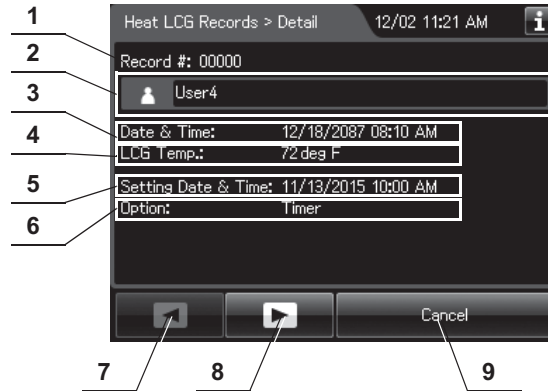 Heat LCG Records > Detail 12/02 11:21 AM i
1
Record #: 00000
2
User4
3
Date & Time: 12/18/2087 08:10 AM
4
LCG Temp.: 72 deg F
5
Setting Date & Time: 11/13/2015 10:00 AM
6
Option: Timer
Cancel
7 8 9